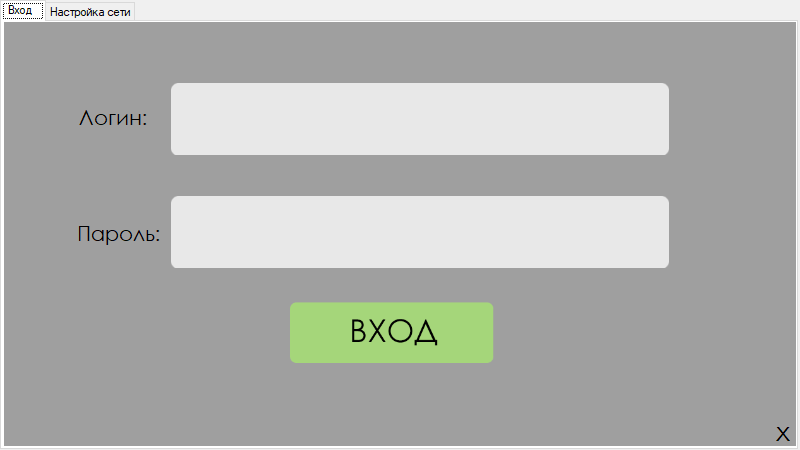 Вход
Настройка сети
Логин:
Пароль:
ВХОД
X